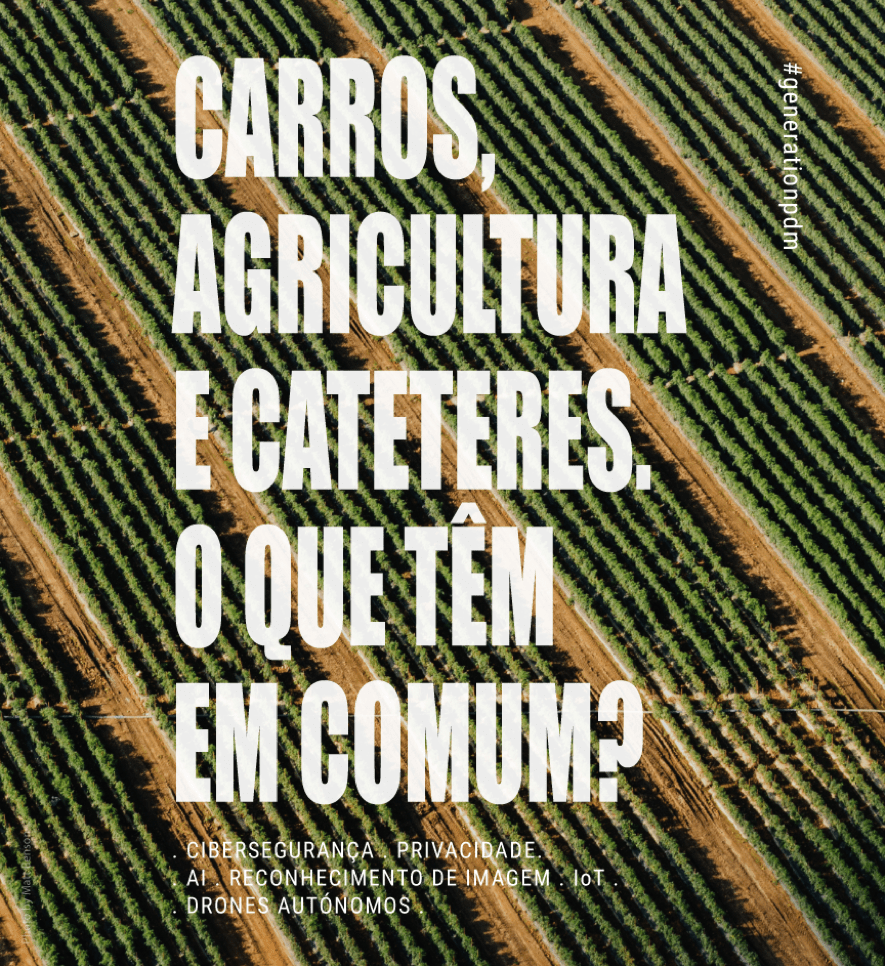 CARROS,
AGRICULTURA
E CATETERES.
O QUE TÊM
EM COMUM?
#generationpdm
. CIBERSEGURANÇA . PRIVACIDADE.
. AI . RECONHECIMENTO DE IMAGEM . IoT .
. DRONES AUTÓNOMOS .